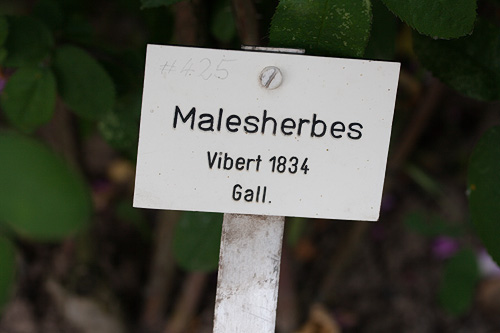 #425
Malesherbes
Vibert 1834
Gall.